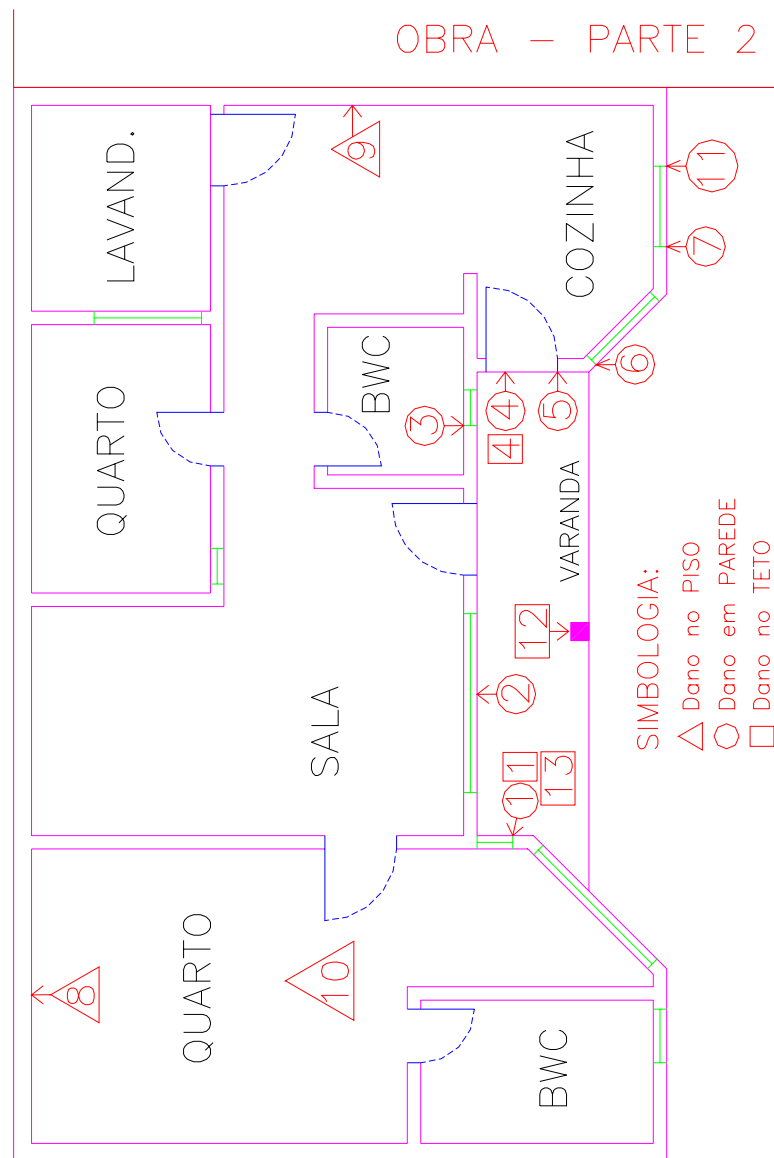 OBRA - PARTE 2
LAVAND.
9
COZINHA
11
7
QUARTO
BWC
3
4
4
5
6
VARANDA
SALA
12
2
1
1
13
QUARTO
8
10
BWC
SIMBOLOGIA:
Dano no PISO
Dano em PAREDE
Dano no TETO